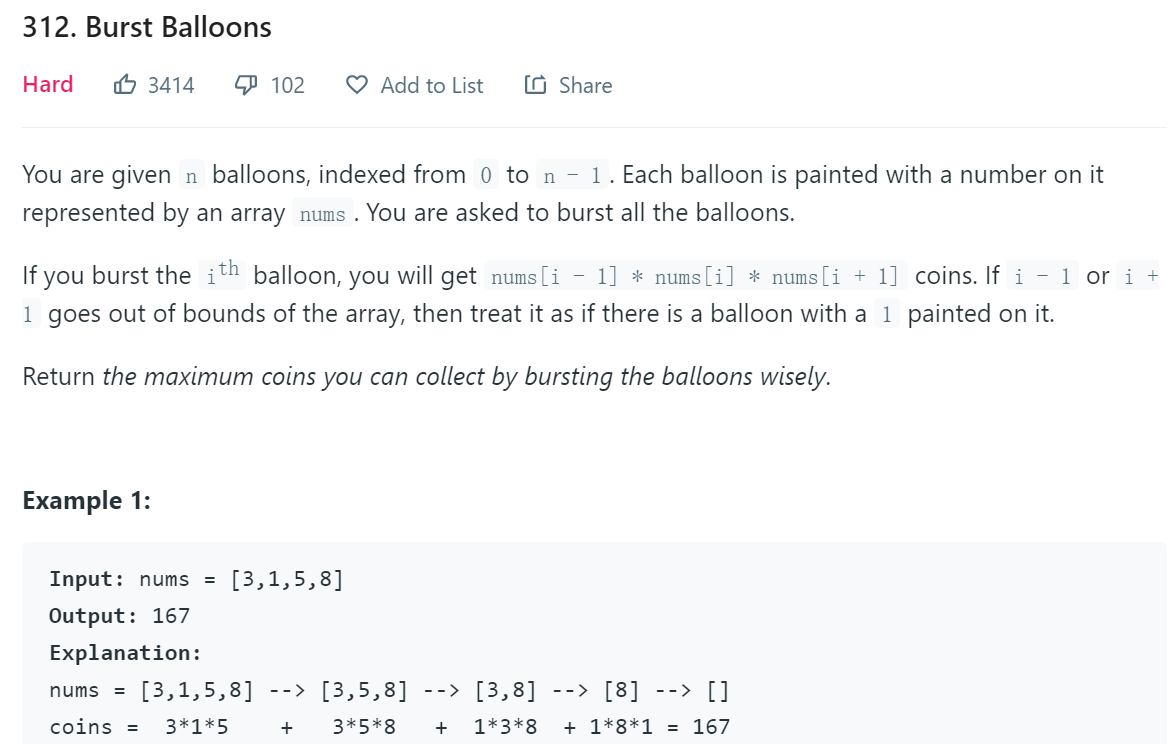 312. Burst Balloons
Hard 3414 102 Add to List Share
You are given n balloons, indexed from 0 to n - 1. Each balloon is painted with a number on it
represented by an array nums. You are asked to burst all the balloons.
If you burst the ith balloon, you will get nums[i - 1] * nums[i] * nums[i + 1] coins. If i - 1 or i +
1 goes out of bounds of the array, then treat it as if there is a balloon with a 1 painted on it.
Return the maximum coins you can collect by bursting the balloons wisely.
Example 1:
Input: nums = [3,1,5,8]
Output: 167
Explanation:
nums = [3,1,5,8] --> [3,5,8] --> [3,8] --> [8] --> []
coins = 3*1*5 + 3*5*8 + 1*3*8 + 1*8*1 = 167